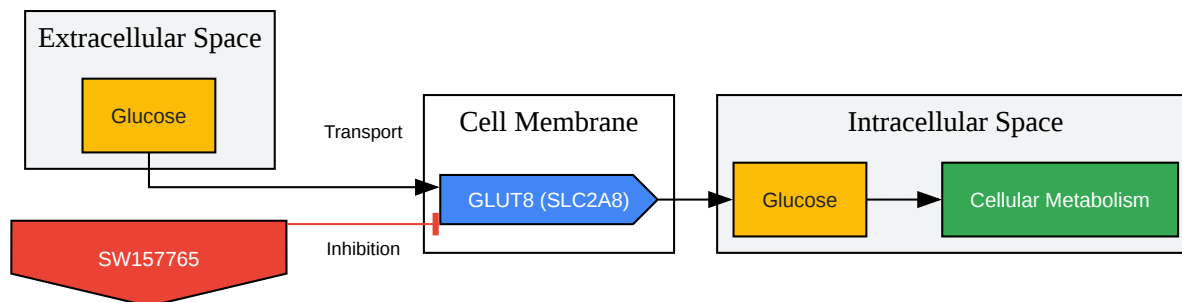 Extracellular Space
Glucose
Transport
Cell Membrane
GLUT8 (SLC2A8)
Intracellular Space
Glucose
Cellular Metabolism
SW157765
Inhibition